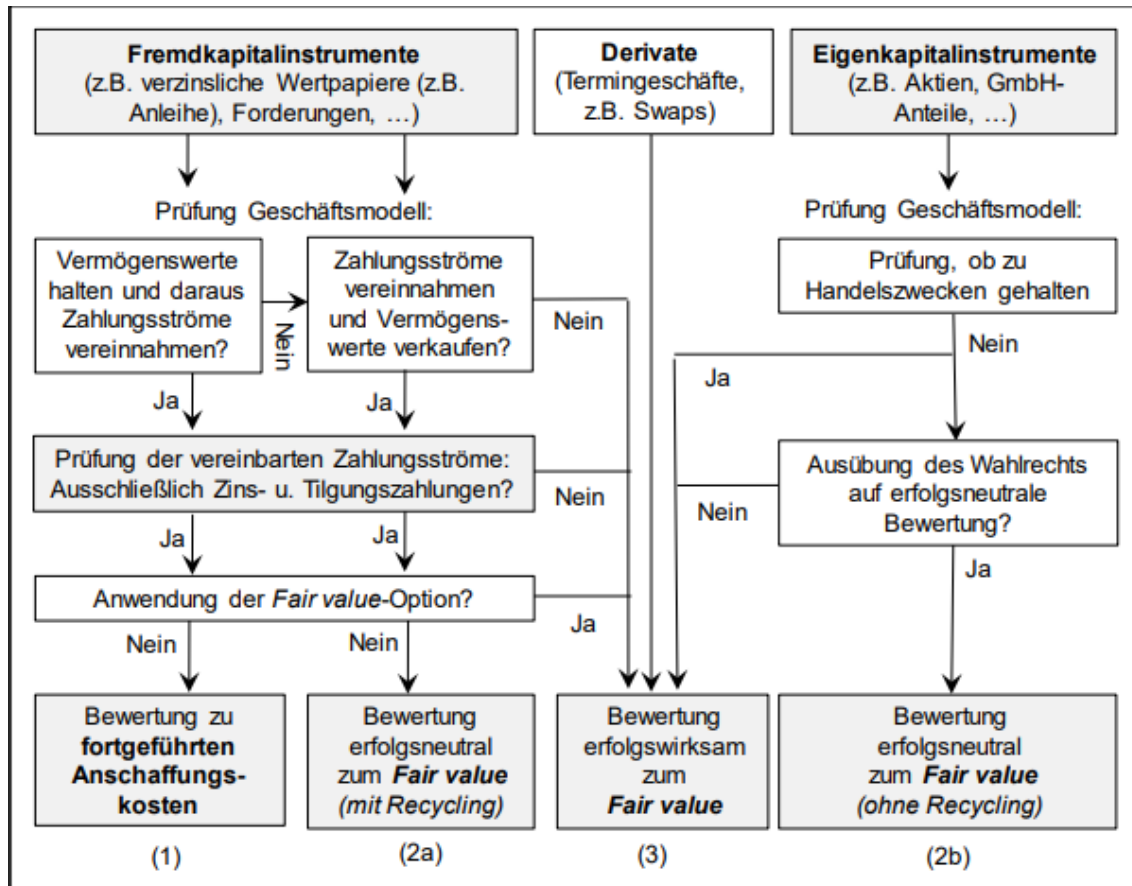 Fremdkapitalinstrumente
(z.B. verzinsliche Wertpapiere (z.B.
Anleihe), Forderungen, …)
Derivate
(Termingeschäfte,
z.B. Swaps)
Eigenkapitalinstrumente
(z.B. Aktien, GmbH-
Anteile, …)
Prüfung Geschäftsmodell:
Prüfung Geschäftsmodell:
Vermögenswerte
halten und daraus
Zahlungsströme
vereinnahmen?
Nein
Zahlungsströme
vereinnahmen
und Vermögens-
werte verkaufen?
Nein
Prüfung, ob zu
Handelszwecken gehalten
Nein
Ja
Ja
Ja
Prüfung der vereinbarten Zahlungsströme:
Ausschließlich Zins- u. Tilgungszahlungen?
Nein
Nein
Ausübung des Wahlrechts
auf erfolgsneutrale
Bewertung?
Ja
Ja
Ja
Anwendung der Fair value-Option?
Ja
Nein
Nein
Bewertung zu
fortgeführten
Anschaffungs-
kosten
Bewertung
erfolgsneutral
zum Fair value
(mit Recycling)
Bewertung
erfolgswirksam
zum
Fair value
Bewertung
erfolgsneutral
zum Fair value
(ohne Recycling)
(1)
(2a)
(3)
(2b)